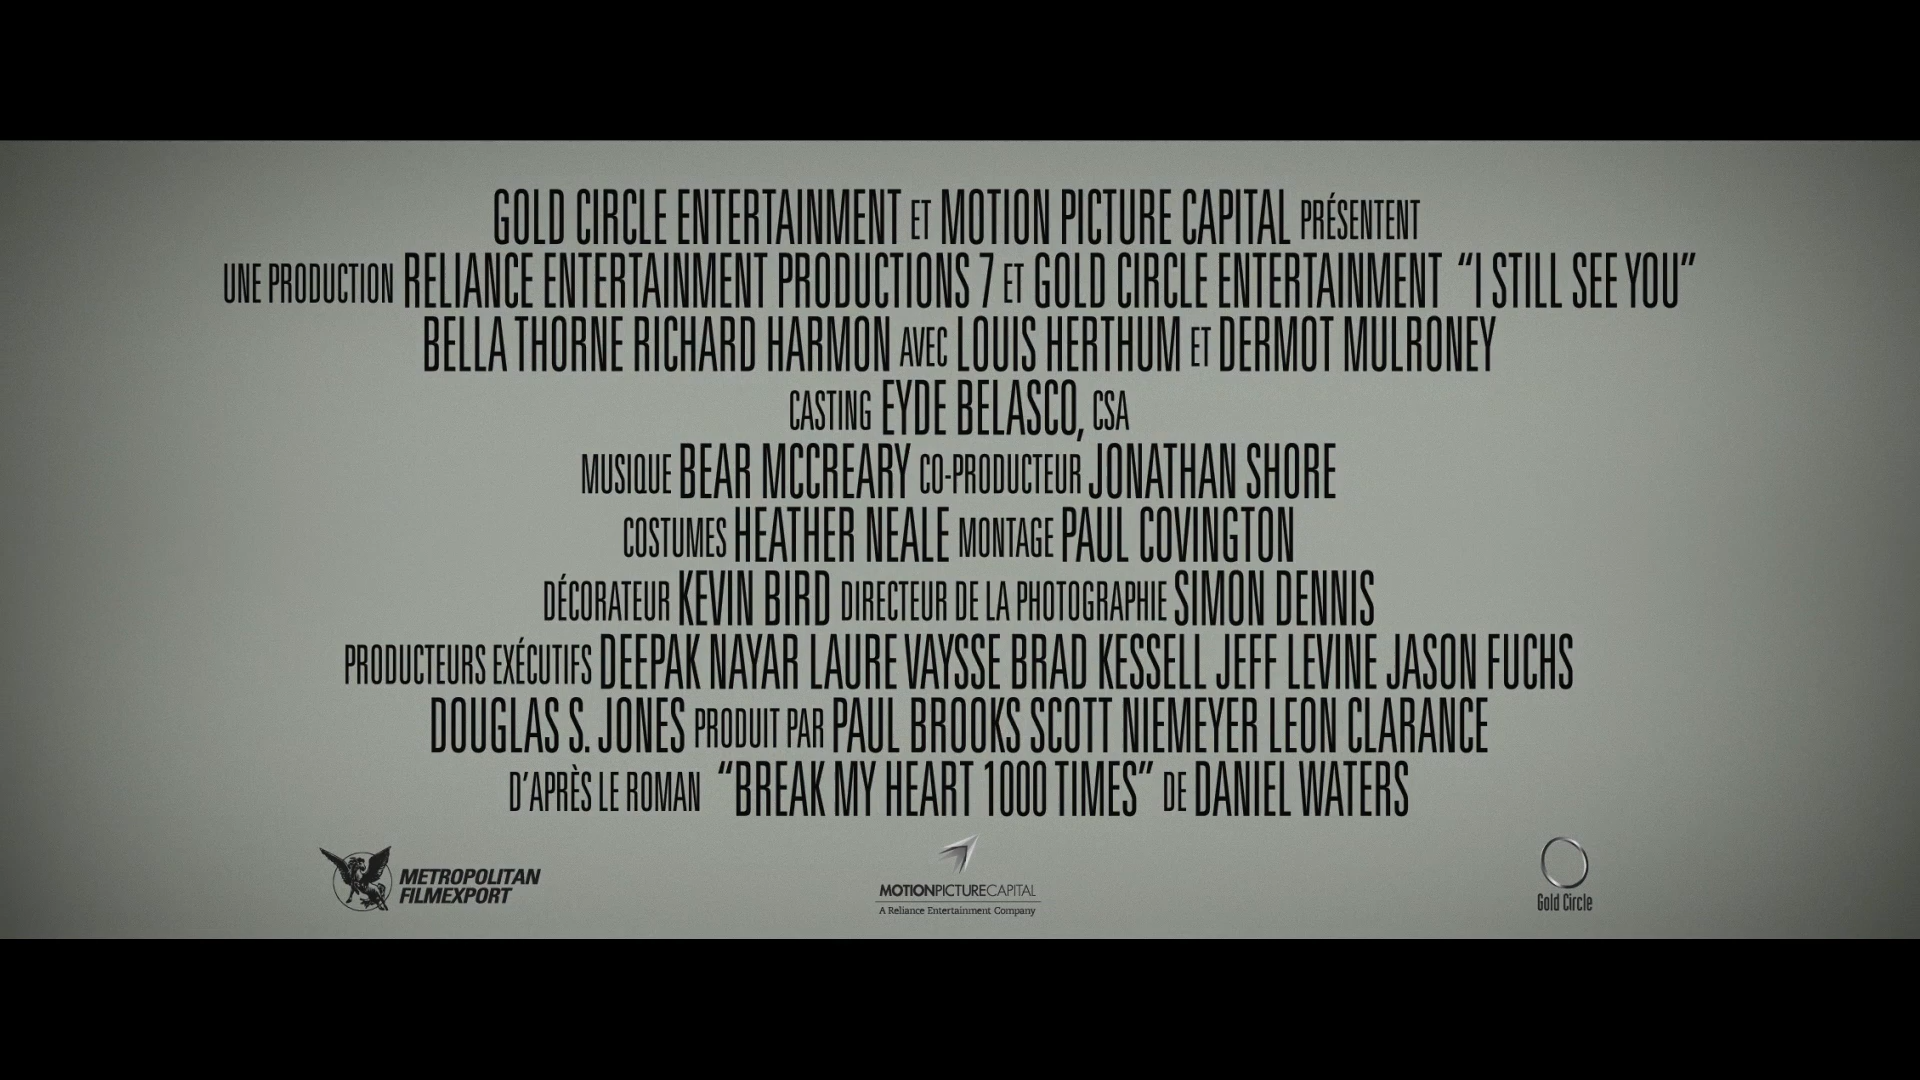 GOLD CIRCLE ENTERTAINMENT ET MOTION PICTURE CAPITAL PRÉSENTENT
UNE PRODUCTION RELIANCE ENTERTAINMENT PRODUCTIONS 7 ET GOLD CIRCLE ENTERTAINMENT “I STILL SEE YOU”
BELLA THORNE RICHARD HARMON AVEC LOUIS HERTHUM ET DERMOT MULRONEY
CASTING EYDE BELASCO, CSA
MUSIQUE BEAR MCCREARY CO-PRODUCTEUR JONATHAN SHORE
COSTUMES HEATHER NEALE MONTAGE PAUL COVINGTON
DÉCORATEUR KEVIN BIRD DIRECTEUR DE LA PHOTOGRAPHIE SIMON DENNIS
PRODUCTEURS EXÉCUTIFS DEEPAK NAYAR LAURE VAYSSE BRAD KESSELL JEFF LEVINE JASON FUCHS
DOUGLAS S. JONES PRODUIT PAR PAUL BROOKS SCOTT NIEMEYER LEON CLARANCE
D’APRÈS LE ROMAN “BREAK MY HEART 1000 TIMES” DE DANIEL WATERS
METROPOLITAN
FILMEXPORT
MOTIONPICTURECAPITAL
A Reliance Entertainment Company
Gold Circle